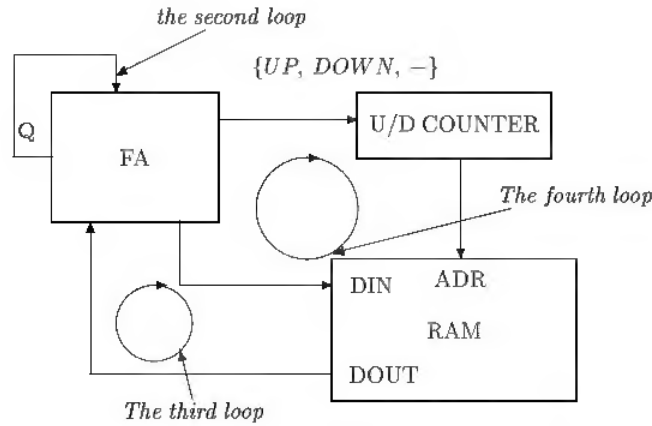 the second loop
{UP, DOWN, −}
U/D COUNTER
Q
FA
The fourth loop
DIN
ADR
RAM
DOUT
The third loop